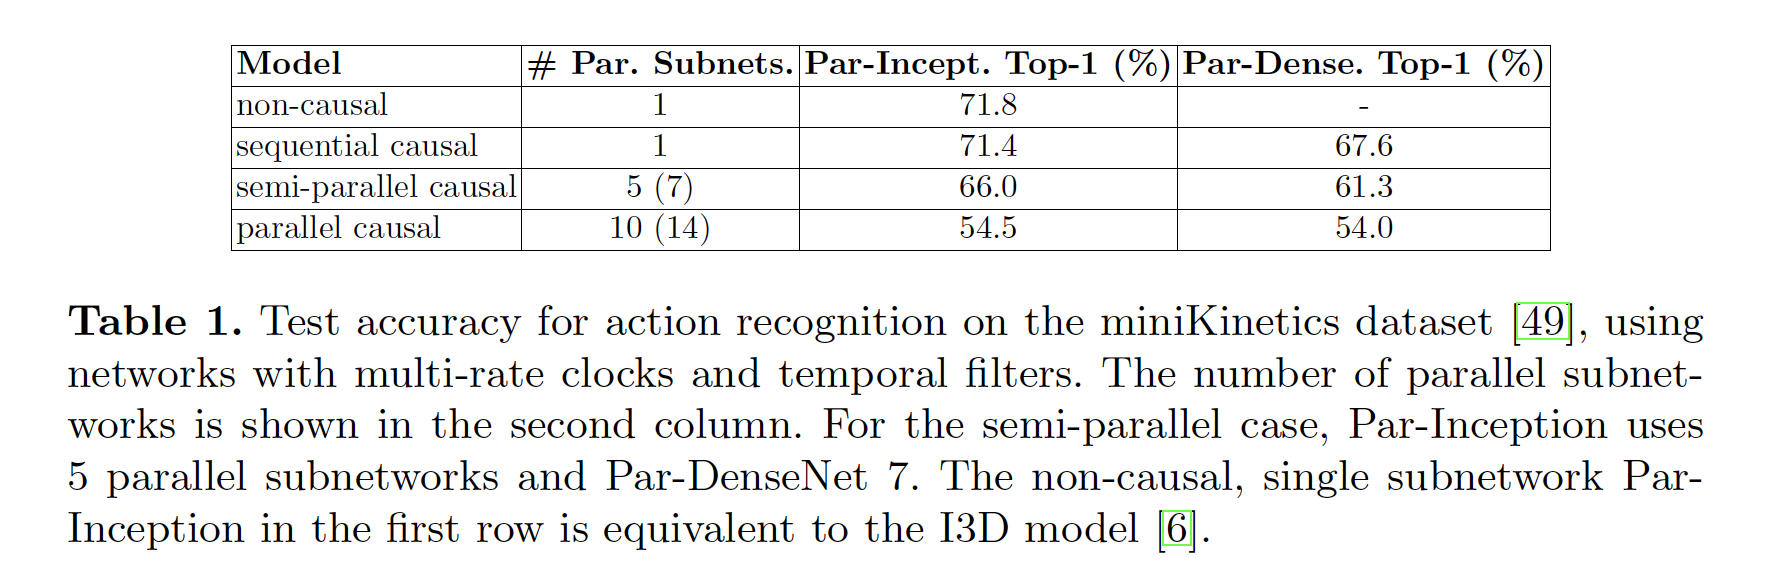 Model # Par. Subnets. Par-Incept. Top-1 (%) Par-Dense. Top-1 (%)
non-causal 1 71.8 -
sequential causal 1 71.4 67.6
semi-parallel causal 5 (7) 66.0 61.3
parallel causal 10 (14) 54.5 54.0
Table 1. Test accuracy for action recognition on the miniKinetics dataset [49], using
networks with multi-rate clocks and temporal filters. The number of parallel subnet-
works is shown in the second column. For the semi-parallel case, Par-Inception uses
5 parallel subnetworks and Par-DenseNet 7. The non-causal, single subnetwork Par-
Inception in the first row is equivalent to the I3D model [6].